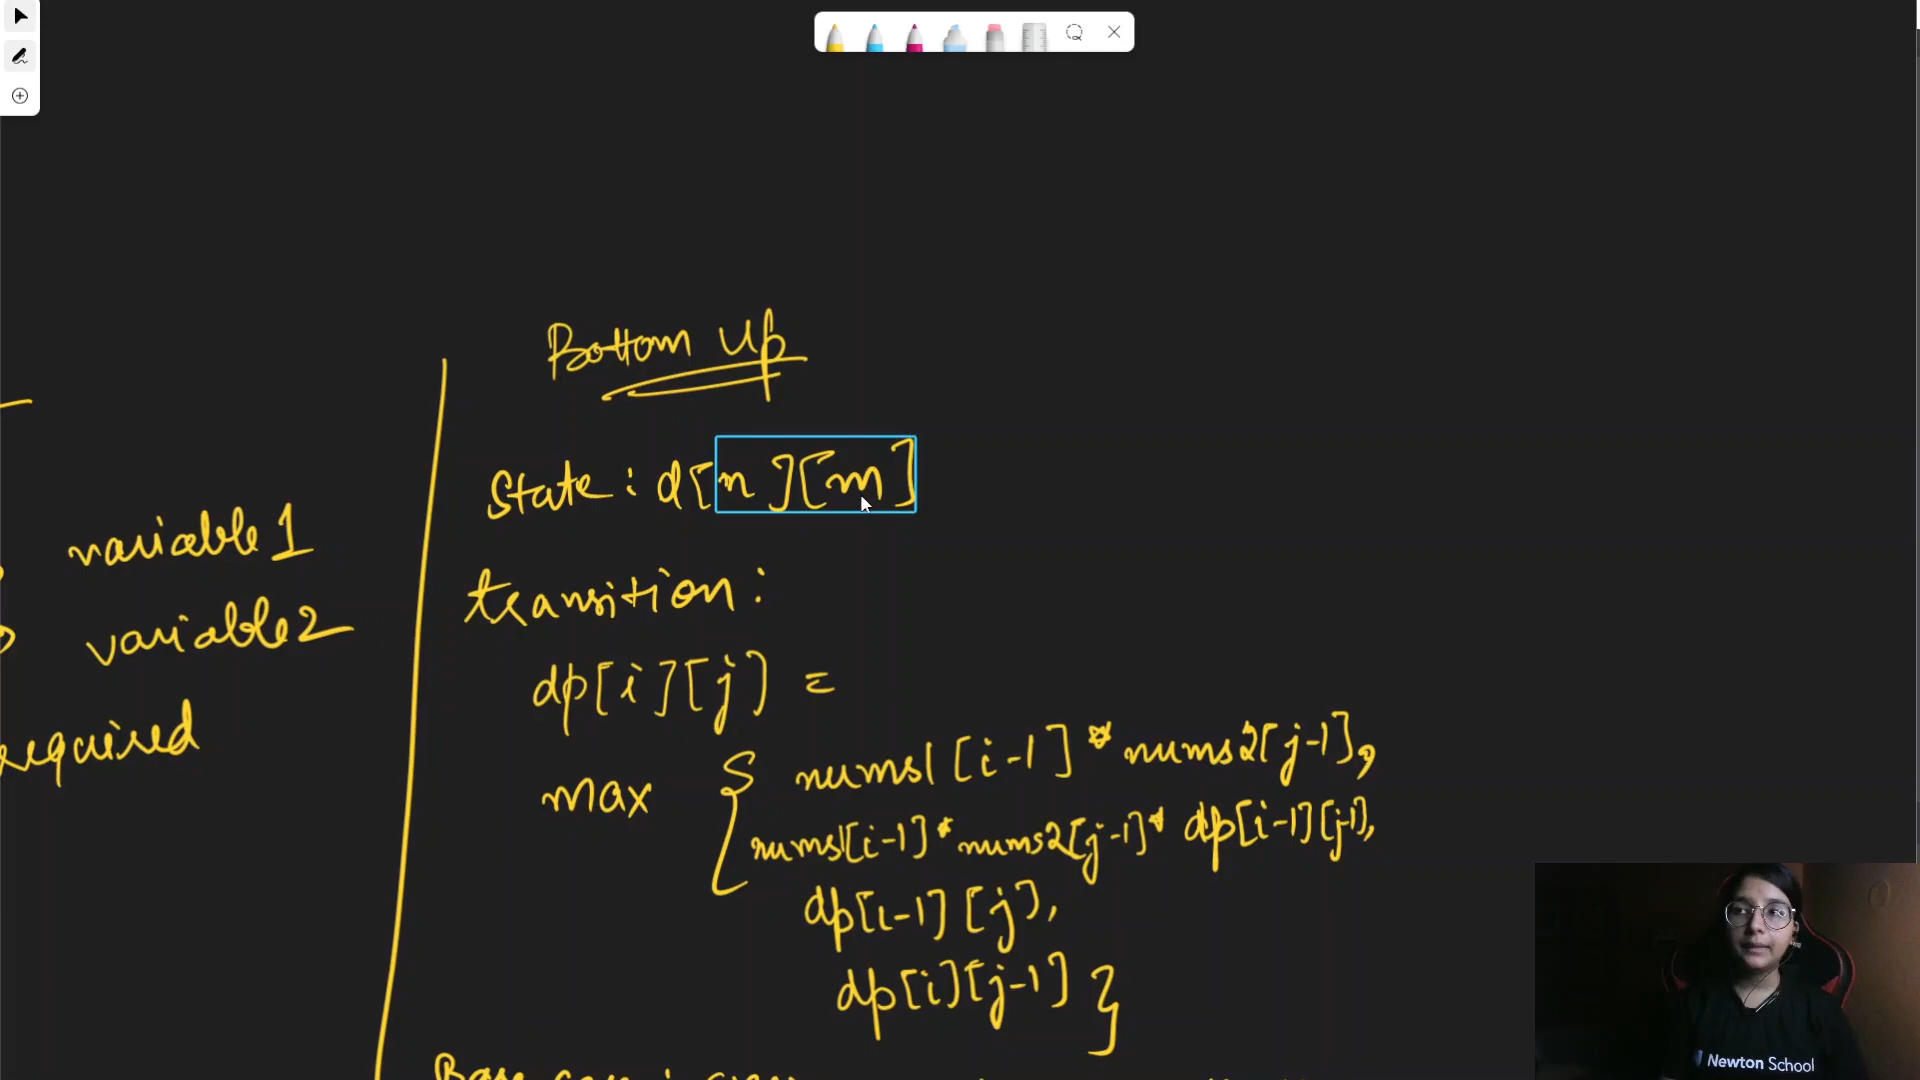 variable 1
variable 2
required
Bottom Up
State : d[n][m]
transition :
dp[i][j] =
max { nums1[i-1] * nums2[j-1],
nums1[i-1] * nums2[j-1] * dp[i-1][j-1],
dp[i-1][j],
dp[i][j-1] }
Newton School